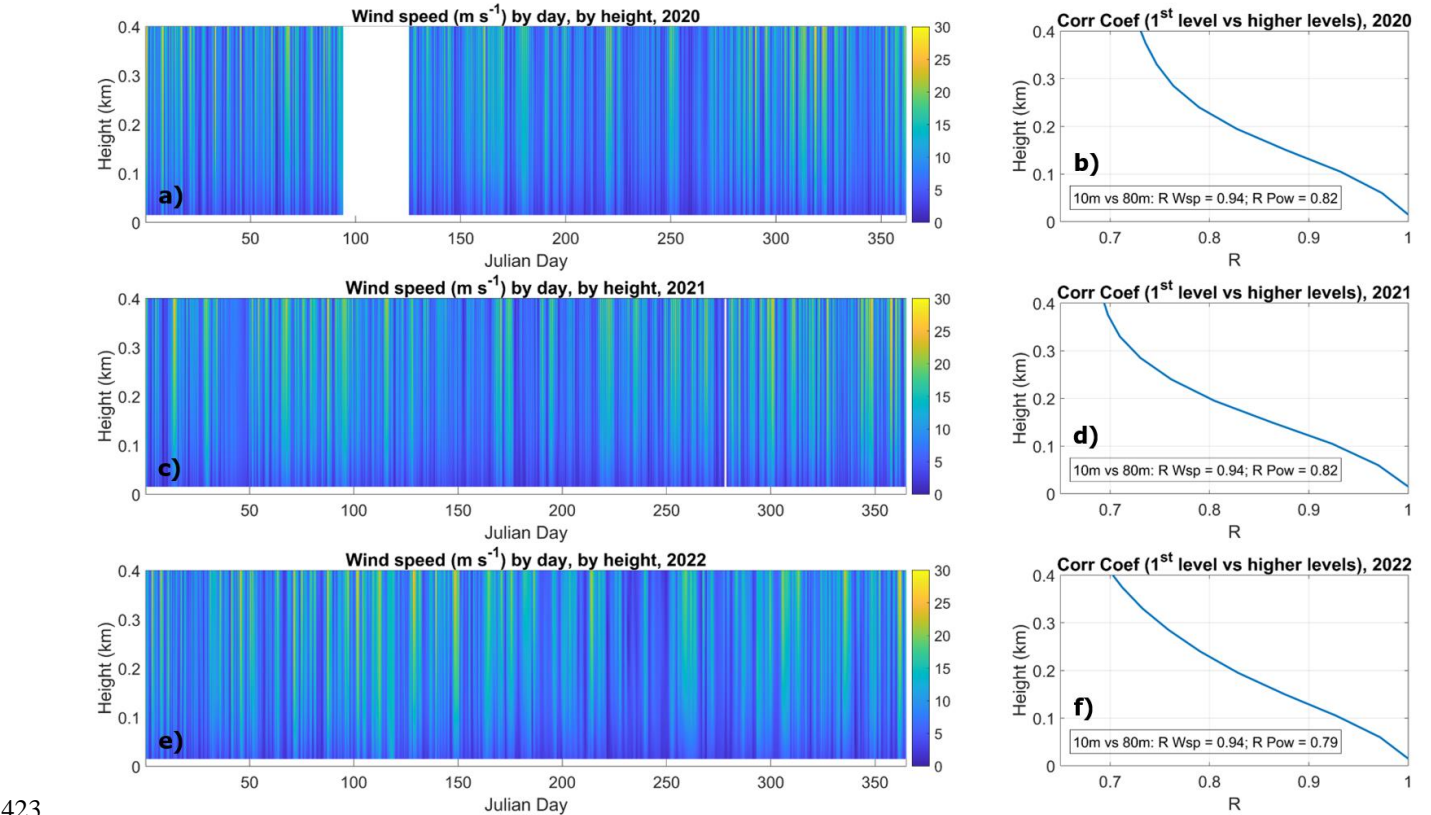 Wind speed (m s-1) by day, by height, 2020
0.4
0.3
0.2
0.1
0
Height (km)
a)
50 100 150 200 250 300 350
Julian Day
30
25
20
15
10
5
0
Corr Coef (1st level vs higher levels), 2020
0.4
0.3
0.2
0.1
0
Height (km)
b)
10m vs 80m: R Wsp = 0.94; R Pow = 0.82
0.7 0.8 0.9 1
R
Wind speed (m s-1) by day, by height, 2021
0.4
0.3
0.2
0.1
0
Height (km)
c)
50 100 150 200 250 300 350
Julian Day
30
25
20
15
10
5
0
Corr Coef (1st level vs higher levels), 2021
0.4
0.3
0.2
0.1
0
Height (km)
d)
10m vs 80m: R Wsp = 0.94; R Pow = 0.82
0.7 0.8 0.9 1
R
Wind speed (m s-1) by day, by height, 2022
0.4
0.3
0.2
0.1
0
Height (km)
e)
50 100 150 200 250 300 350
Julian Day
30
25
20
15
10
5
0
Corr Coef (1st level vs higher levels), 2022
0.4
0.3
0.2
0.1
0
Height (km)
f)
10m vs 80m: R Wsp = 0.94; R Pow = 0.79
0.7 0.8 0.9 1
R
423